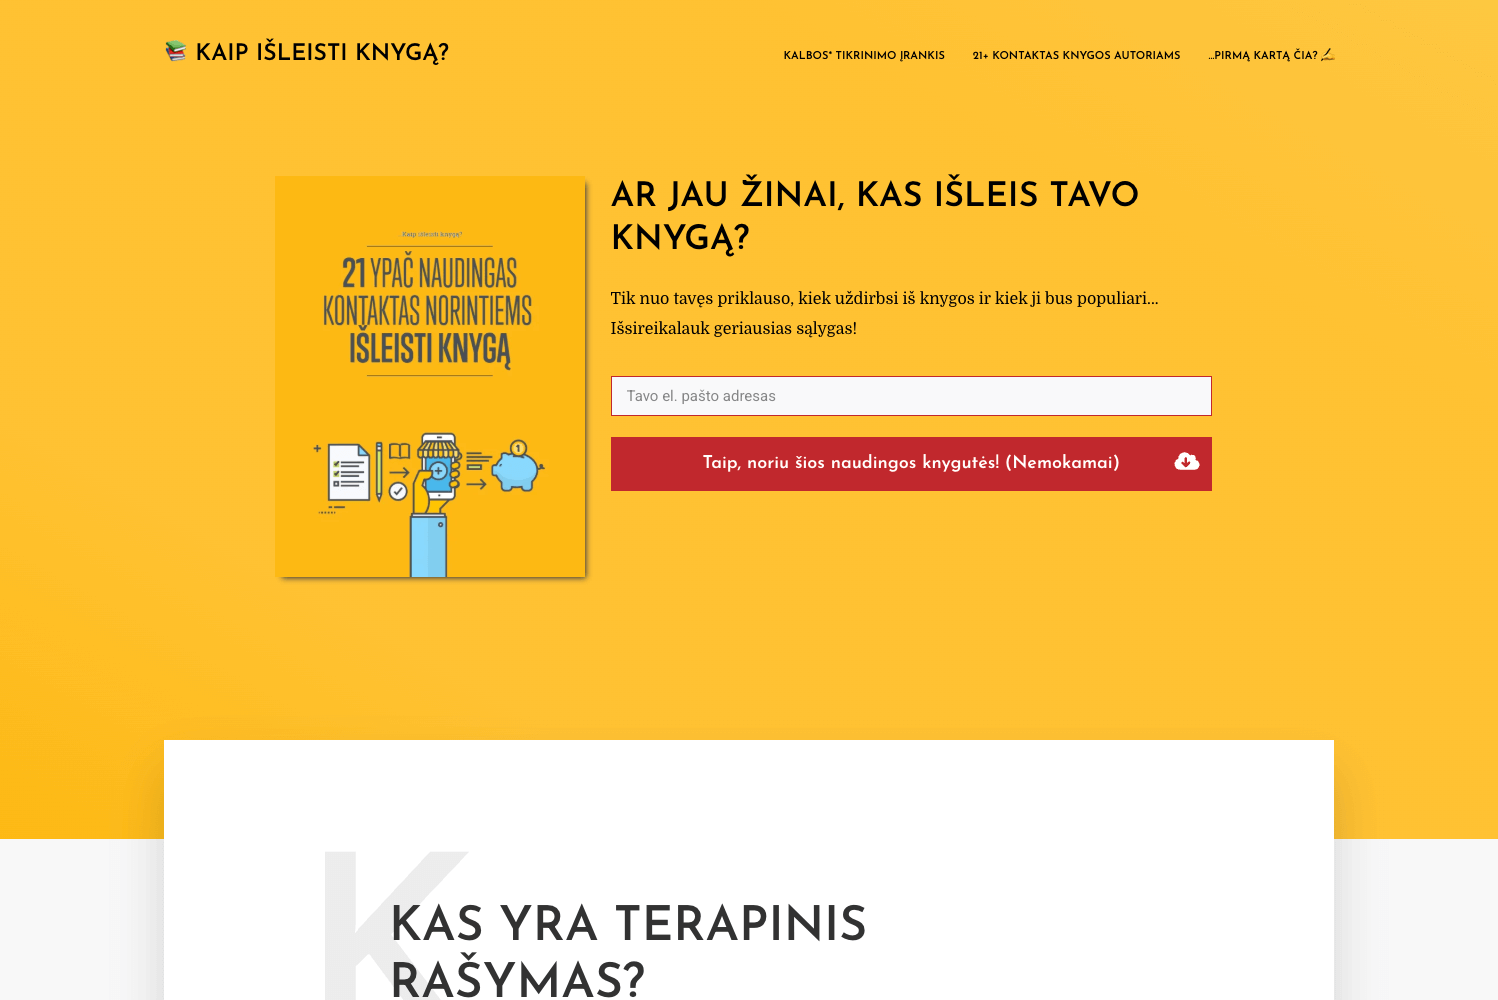 KAIP IŠLEISTI KNYGĄ?
KALBOS* TIKRINIMO ĮRANKIS
21+ KONTAKTAS KNYGOS AUTORIAMS
...PIRMĄ KARTĄ ČIA?
Kaip išleisti knygą?
21 YPAČ NAUDINGAS
KONTAKTAS NORINTIEMS
IŠLEISTI KNYGĄ
1
AR JAU ŽINAI, KAS IŠLEIS TAVO
KNYGĄ?
Tik nuo tavęs priklauso, kiek uždirbsi iš knygos ir kiek ji bus populiari...
Išsireikalauk geriausias sąlygas!
Tavo el. pašto adresas
Taip, noriu šios naudingos knygutės! (Nemokamai)
K
KAS YRA TERAPINIS
RAŠYMAS?